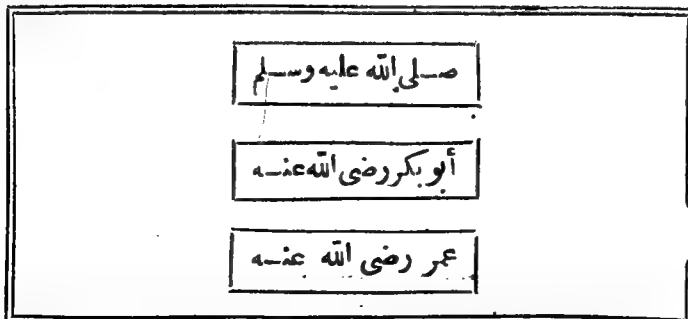 صلى الله عليه وسلم
أبو بكر رضى الله عنه
عمر رضى الله عنه